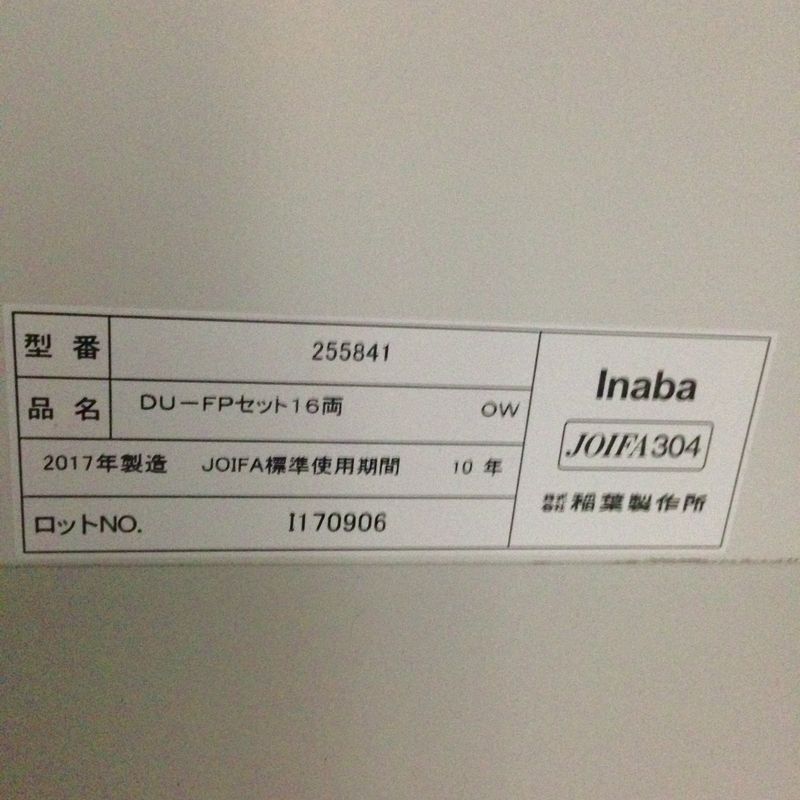 型番 255841
品名 DU－FPセット16両 OW
2017年製造 JOIFA標準使用期間 10年
ロットNO. I170906
Inaba
JOIFA304
株式会社 稲葉製作所